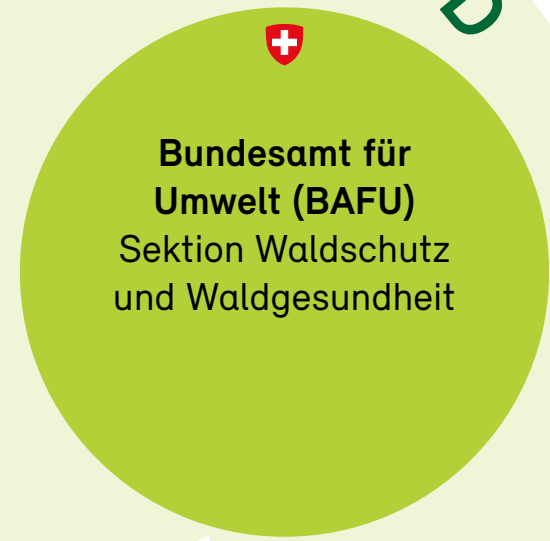 Bundesamt für
Umwelt (BAFU)
Sektion Waldschutz
und Waldgesundheit